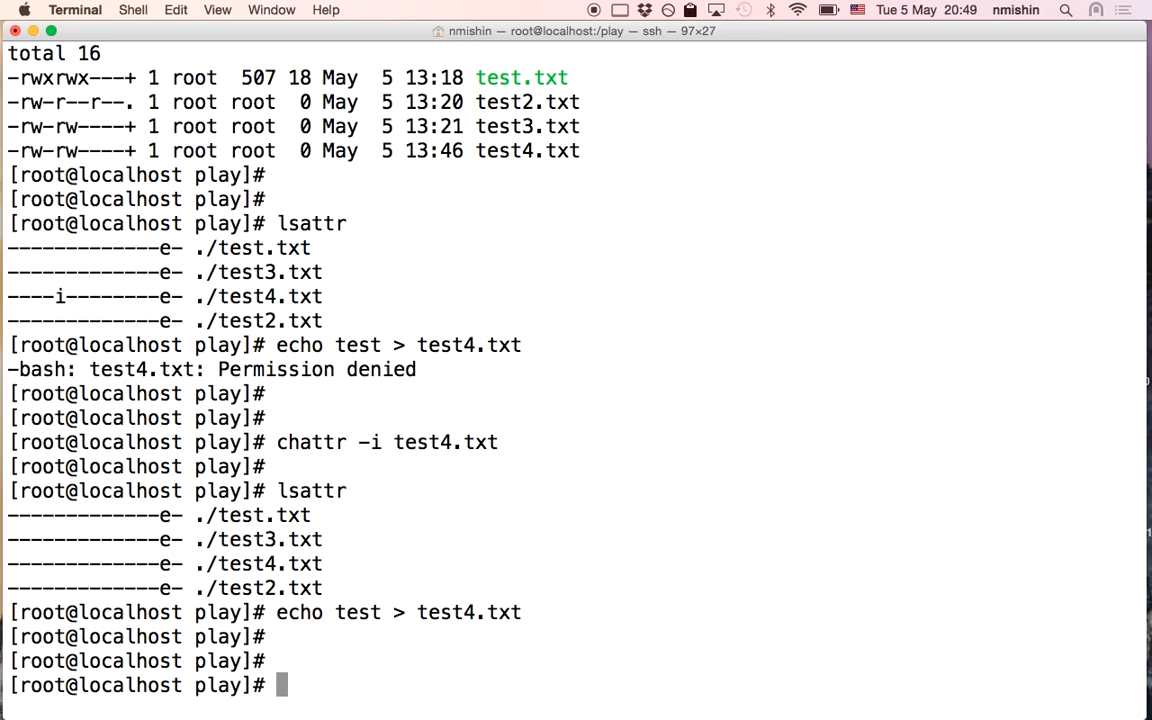 Terminal Shell Edit View Window Help Tue 5 May 20:49 nmishin
nmishin — root@localhost:/play — ssh — 97×27
total 16
-rwxrwx---+ 1 root  507 18 May  5 13:18 test.txt
-rw-r--r--. 1 root root  0 May  5 13:20 test2.txt
-rw-rw----+ 1 root root  0 May  5 13:21 test3.txt
-rw-rw----+ 1 root root  0 May  5 13:46 test4.txt
[root@localhost play]#
[root@localhost play]#
[root@localhost play]# lsattr
-------------e- ./test.txt
-------------e- ./test3.txt
----i--------e- ./test4.txt
-------------e- ./test2.txt
[root@localhost play]# echo test > test4.txt
-bash: test4.txt: Permission denied
[root@localhost play]#
[root@localhost play]#
[root@localhost play]# chattr -i test4.txt
[root@localhost play]#
[root@localhost play]# lsattr
-------------e- ./test.txt
-------------e- ./test3.txt
-------------e- ./test4.txt
-------------e- ./test2.txt
[root@localhost play]# echo test > test4.txt
[root@localhost play]#
[root@localhost play]#
[root@localhost play]#